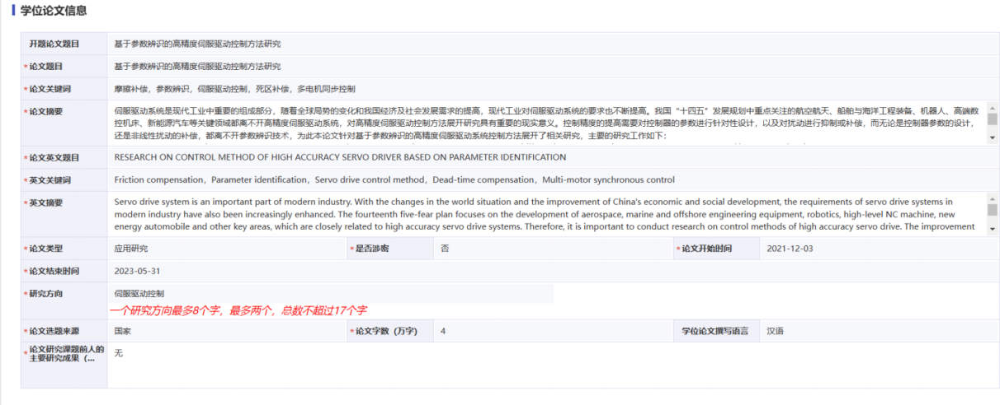 学位论文信息
开题论文题目 基于参数辨识的高精度伺服驱动控制方法研究
*论文题目 基于参数辨识的高精度伺服驱动控制方法研究
*论文关键词 摩擦补偿，参数辨识，伺服驱动控制，死区补偿，多电机同步控制
*论文摘要 伺服驱动系统是现代工业中重要的组成部分，随着全球局势的变化和我国经济及社会发展需求的提高，现代工业对伺服驱动系统的要求也不断提高。我国“十四五”发展规划中重点关注的航空航天、船舶与海洋工程装备、机器人、高端数
控机床、新能源汽车等关键领域都离不开高精度伺服驱动系统，对高精度伺服驱动控制方法展开研究具有重要的现实意义。控制精度的提高需要对控制器的参数进行针对性设计，以及对扰动进行抑制或补偿，而无论是控制器参数的设计，
还是非线性扰动的补偿，都离不开参数辨识技术，为此本论文针对基于参数辨识的高精度伺服驱动系统控制方法展开了相关研究，主要的研究工作如下：
*论文英文题目 RESEARCH ON CONTROL METHOD OF HIGH ACCURACY SERVO DRIVER BASED ON PARAMETER IDENTIFICATION
*英文关键词 Friction compensation，Parameter identification，Servo drive control method，Dead-time compensation，Multi-motor synchronous control
*英文摘要 Servo drive system is an important part of modern industry. With the changes in the world situation and the improvement of China's economic and social development, the requirements of servo drive systems in
modern industry have also been increasingly enhanced. The fourteenth five-fear plan focuses on the development of aerospace, marine and offshore engineering equipment, robotics, high-level NC machine, new
energy automobile and other key areas, which are closely related to high accuracy servo drive systems. Therefore, it is important to conduct research on control methods of high accuracy servo drive. The improvement
*论文类型 应用研究 *是否涉密 否 *论文开始时间 2021-12-03
*论文结束时间 2023-05-31
*研究方向 伺服驱动控制
一个研究方向最多8个字，最多两个，总数不超过17个字
*论文选题来源 国家 *论文字数（万字） 4 学位论文撰写语言 汉语
*论文研究课题前人的
主要研究成果（... 无